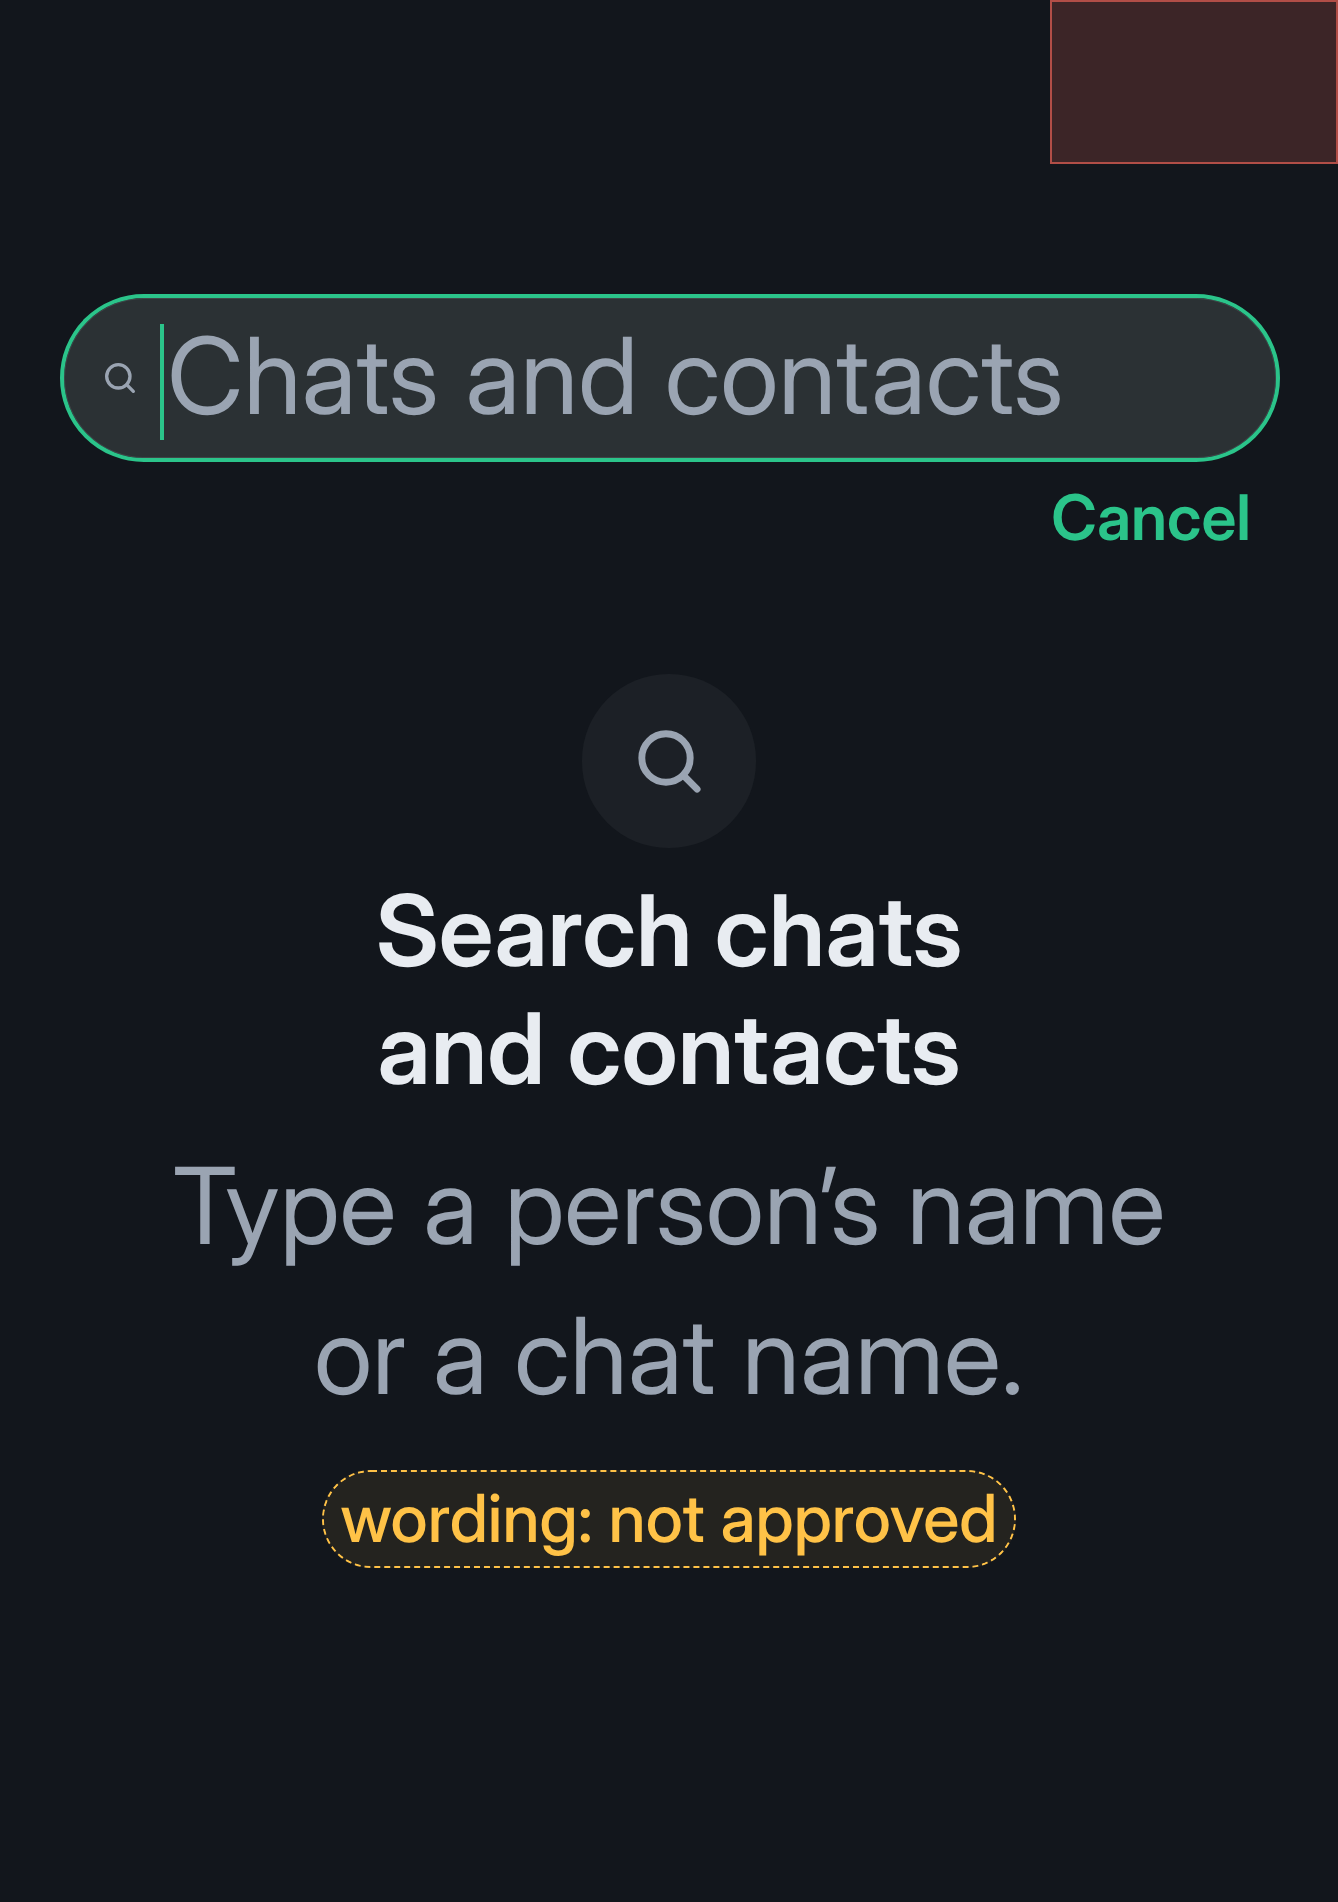 Chats and contacts
Cancel
Search chats
and contacts
Type a person’s name
or a chat name.
wording: not approved